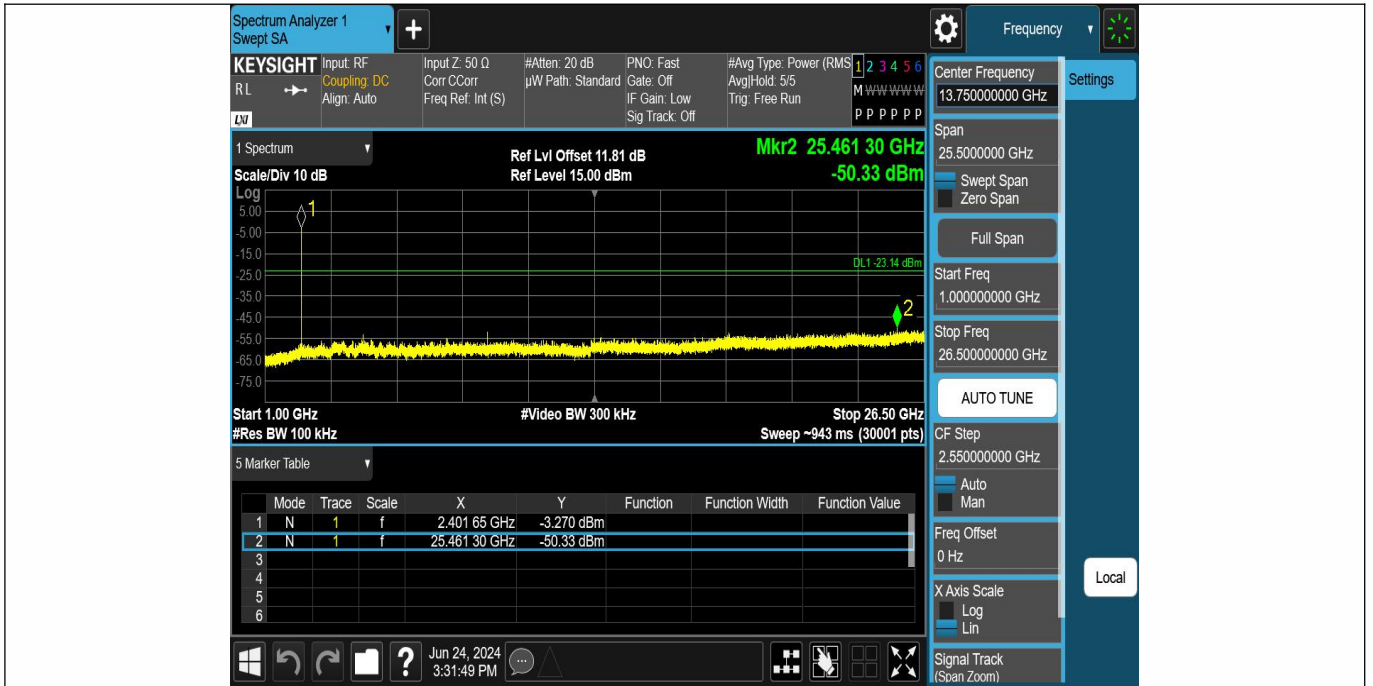 Spectrum Analyzer 1
Swept SA
+
Frequency
KEYSIGHT
RL
LXI
Input: RF
Coupling: DC
Align: Auto
Input Z: 50 Ω
Corr CCorr
Freq Ref: Int (S)
#Atten: 20 dB
µW Path: Standard
PNO: Fast
Gate: Off
IF Gain: Low
Sig Track: Off
#Avg Type: Power (RMS
Avg|Hold: 5/5
Trig: Free Run
1 2 3 4 5 6
M W W W W W
P P P P P P
1 Spectrum
Scale/Div 10 dB
Ref Lvl Offset 11.81 dB
Ref Level 15.00 dBm
Mkr2 25.461 30 GHz
-50.33 dBm
Log
5.00
-5.00
-15.0
-25.0
-35.0
-45.0
-55.0
-65.0
-75.0
1
DL1 -23.14 dBm
2
Start 1.00 GHz
#Video BW 300 kHz
Stop 26.50 GHz
#Res BW 100 kHz
Sweep ~943 ms (30001 pts)
5 Marker Table
Mode Trace Scale X Y Function Function Width Function Value
1 N 1 f 2.401 65 GHz -3.270 dBm
2 N 1 f 25.461 30 GHz -50.33 dBm
3
4
5
6
Center Frequency
13.750000000 GHz
Settings
Span
25.5000000 GHz
Swept Span
Zero Span
Full Span
Start Freq
1.000000000 GHz
Stop Freq
26.500000000 GHz
AUTO TUNE
CF Step
2.550000000 GHz
Auto
Man
Freq Offset
0 Hz
X Axis Scale
Log
Lin
Local
Signal Track
(Span Zoom)
?
Jun 24, 2024
3:31:49 PM